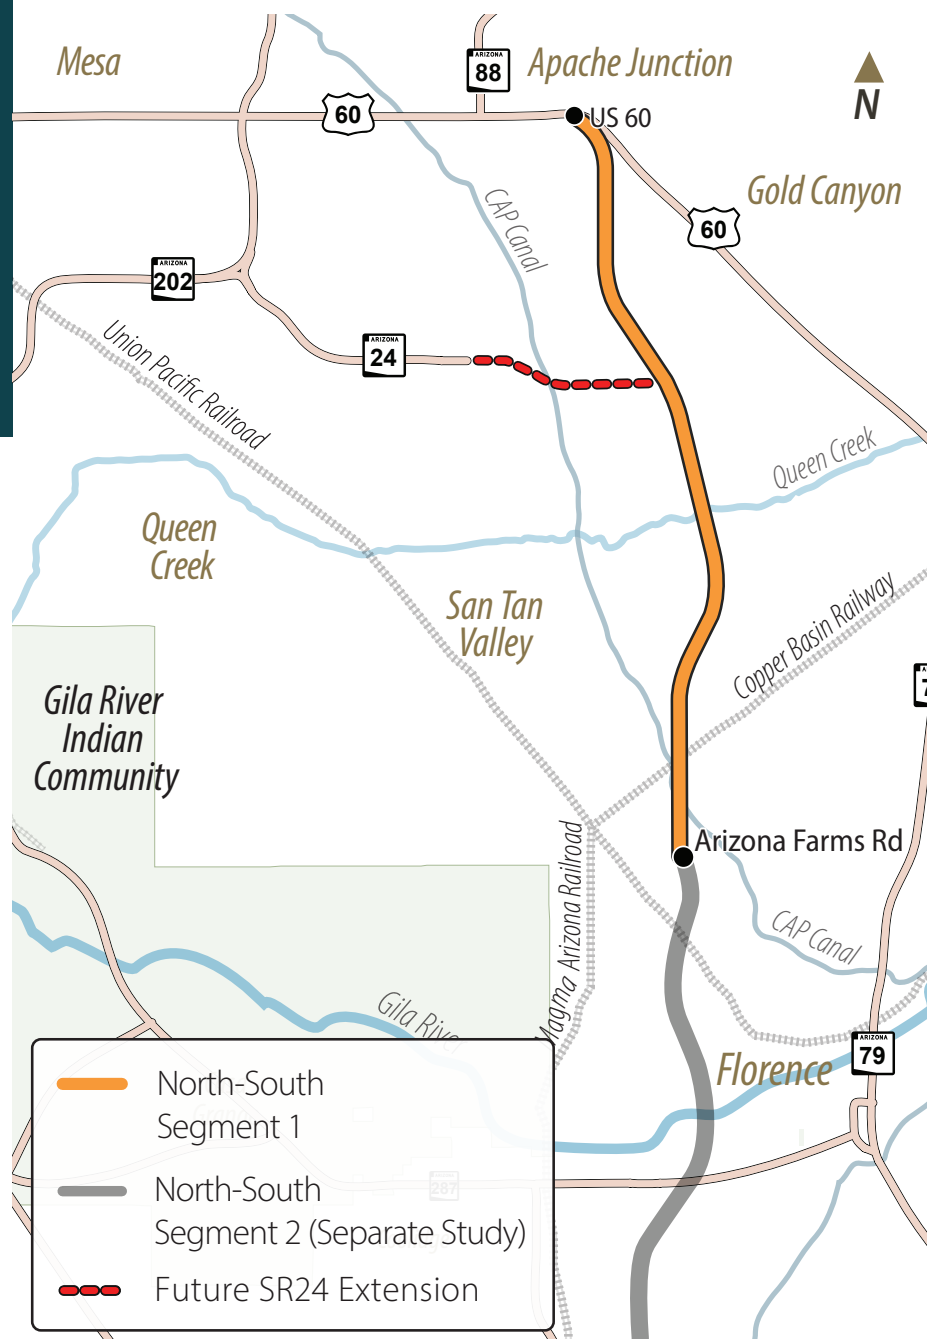 Mesa
ARIZONA
88
Apache Junction
N
60
US 60
Gold Canyon
CAP Canal
60
ARIZONA
202
Union Pacific Railroad
ARIZONA
24
Queen Creek
Queen
Creek
San Tan
Valley
Copper Basin Railway
Gila River
Indian
Community
Arizona Farms Rd
Magma Arizona Railroad
CAP Canal
Gila River
ARIZONA
79
Florence
North-South
Segment 1
287
North-South
Segment 2 (Separate Study)
Future SR24 Extension